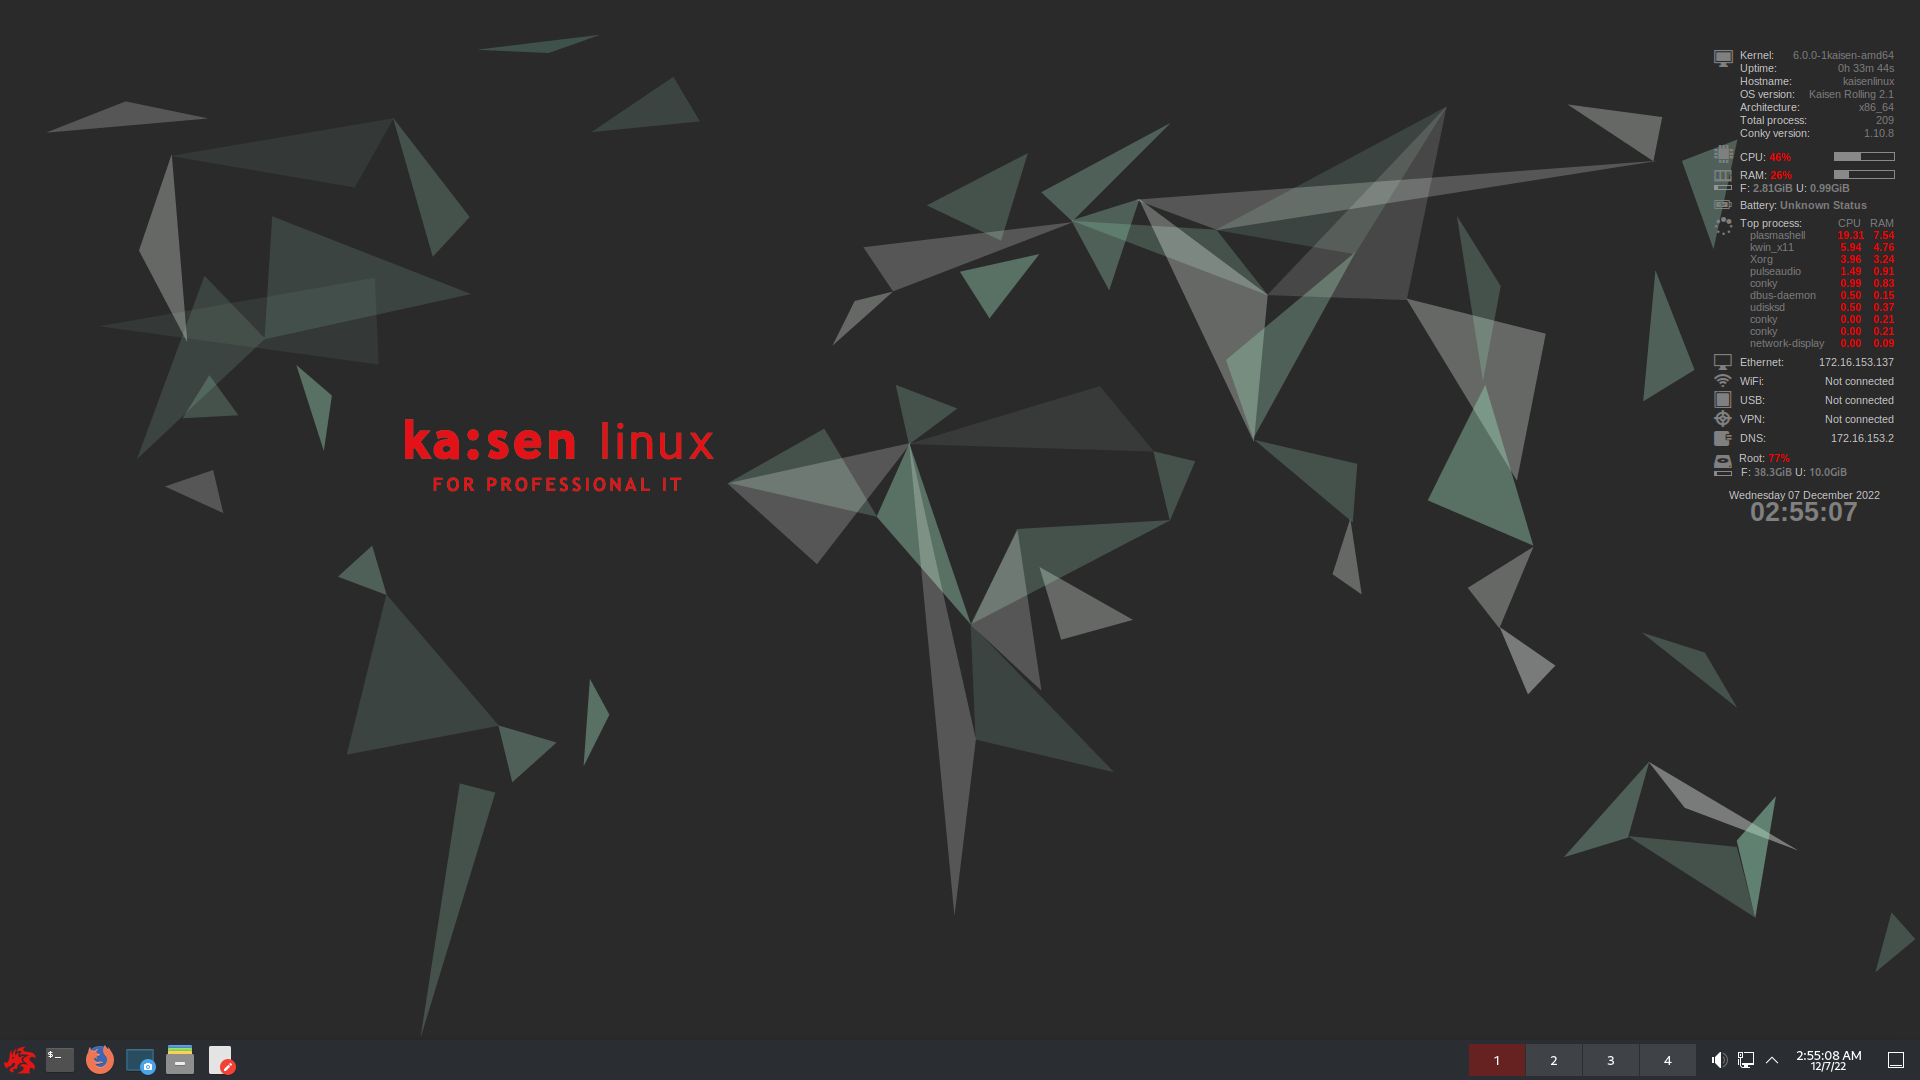 ka:sen linux
FOR PROFESSIONAL IT
Kernel: 6.0.0-1kaisen-amd64
Uptime: 0h 33m 44s
Hostname: kaisenlinux
OS version: Kaisen Rolling 2.1
Architecture: x86_64
Total process: 209
Conky version: 1.10.8
CPU: 46%
RAM: 26%
F: 2.81GiB U: 0.99GiB
Battery: Unknown Status
Top process: CPU RAM
plasmashell 19.31 7.54
kwin_x11 5.94 4.76
Xorg 3.96 3.24
pulseaudio 1.49 0.91
conky 0.99 0.83
dbus-daemon 0.50 0.15
udisksd 0.50 0.37
conky 0.00 0.21
conky 0.00 0.21
network-display 0.00 0.09
Ethernet: 172.16.153.137
WiFi: Not connected
USB: Not connected
VPN: Not connected
DNS: 172.16.153.2
Root: 77%
F: 38.3GiB U: 10.0GiB
Wednesday 07 December 2022
02:55:07
$-
1 2 3 4
2:55:08 AM
12/7/22